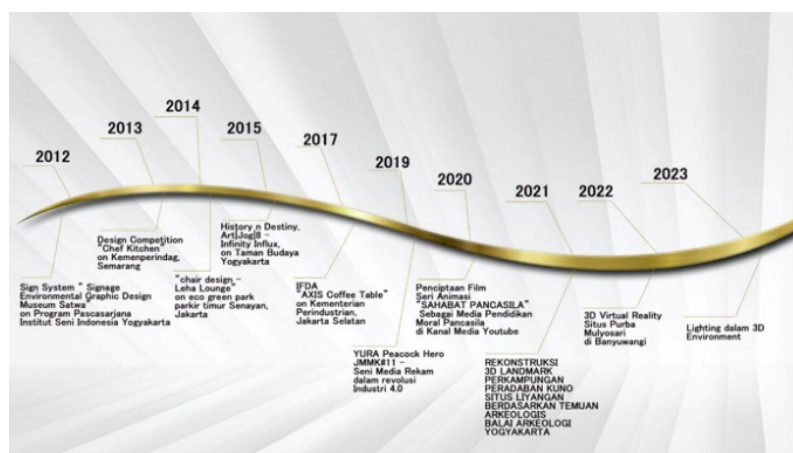 2012
Sign System " Signage
Environmental Graphic Design
Museum Satwa"
on Program Pascasarjana
Institut Seni Indonesia Yogyakarta
2013
Design Competition
"Chef Kitchen"
on Kemenperindag,
Semarang
2014
"chair design –
Leha Lounge"
on eco green park
parkir timur Senayan,
Jakarta
2015
History n Destiny,
Art|Jog|8 –
Infinity Influx,
on Taman Budaya
Yogyakarta
2017
IFDA
"AXIS Coffee Table"
on Kementerian
Perindustrian,
Jakarta Selatan
2019
YURA Peacock Hero
JMMK#11 –
Seni Media Rekam
dalam revolusi
Industri 4.0
2020
Penciptaan Film
Seri Animasi
"SAHABAT PANCASILA"
Sebagai Media Pendidikan
Moral Pancasila
di Kanal Media Youtube
2021
REKONSTRUKSI
3D LANDMARK
PERKAMPUNGAN
PERADABAN KUNO
SITUS LIYANGAN
BERDASARKAN TEMUAN
ARKEOLOGIS
BALAI ARKEOLOGI
YOGYAKARTA
2022
3D Virtual Reality
Situs Purba
Mulyosari
di Banyuwangi
2023
Lighting dalam 3D
Environment